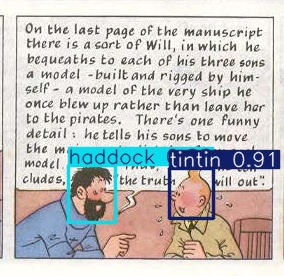 On the last page of the manuscript
there is a sort of Will, in which he
bequeaths to each of his three sons
a model - built and rigged by him-
self - a model of the very ship he
once blew up rather than leave her
to the pirates. There's one funny
detail: he tells his sons to move
the
model
cludes, the truth will out".
haddock
tintin 0.91